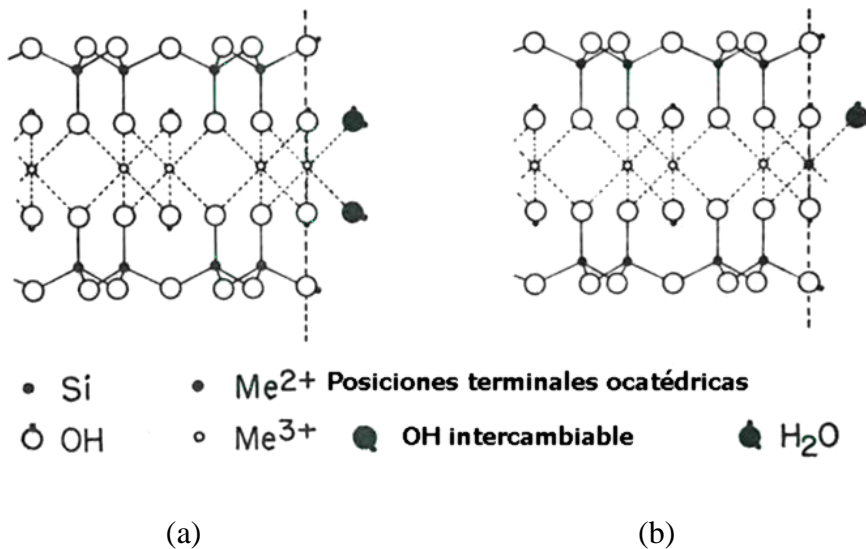 Si Me2+ Posiciones terminales ocatédricas
OH Me3+ OH intercambiable H2O
(a) (b)